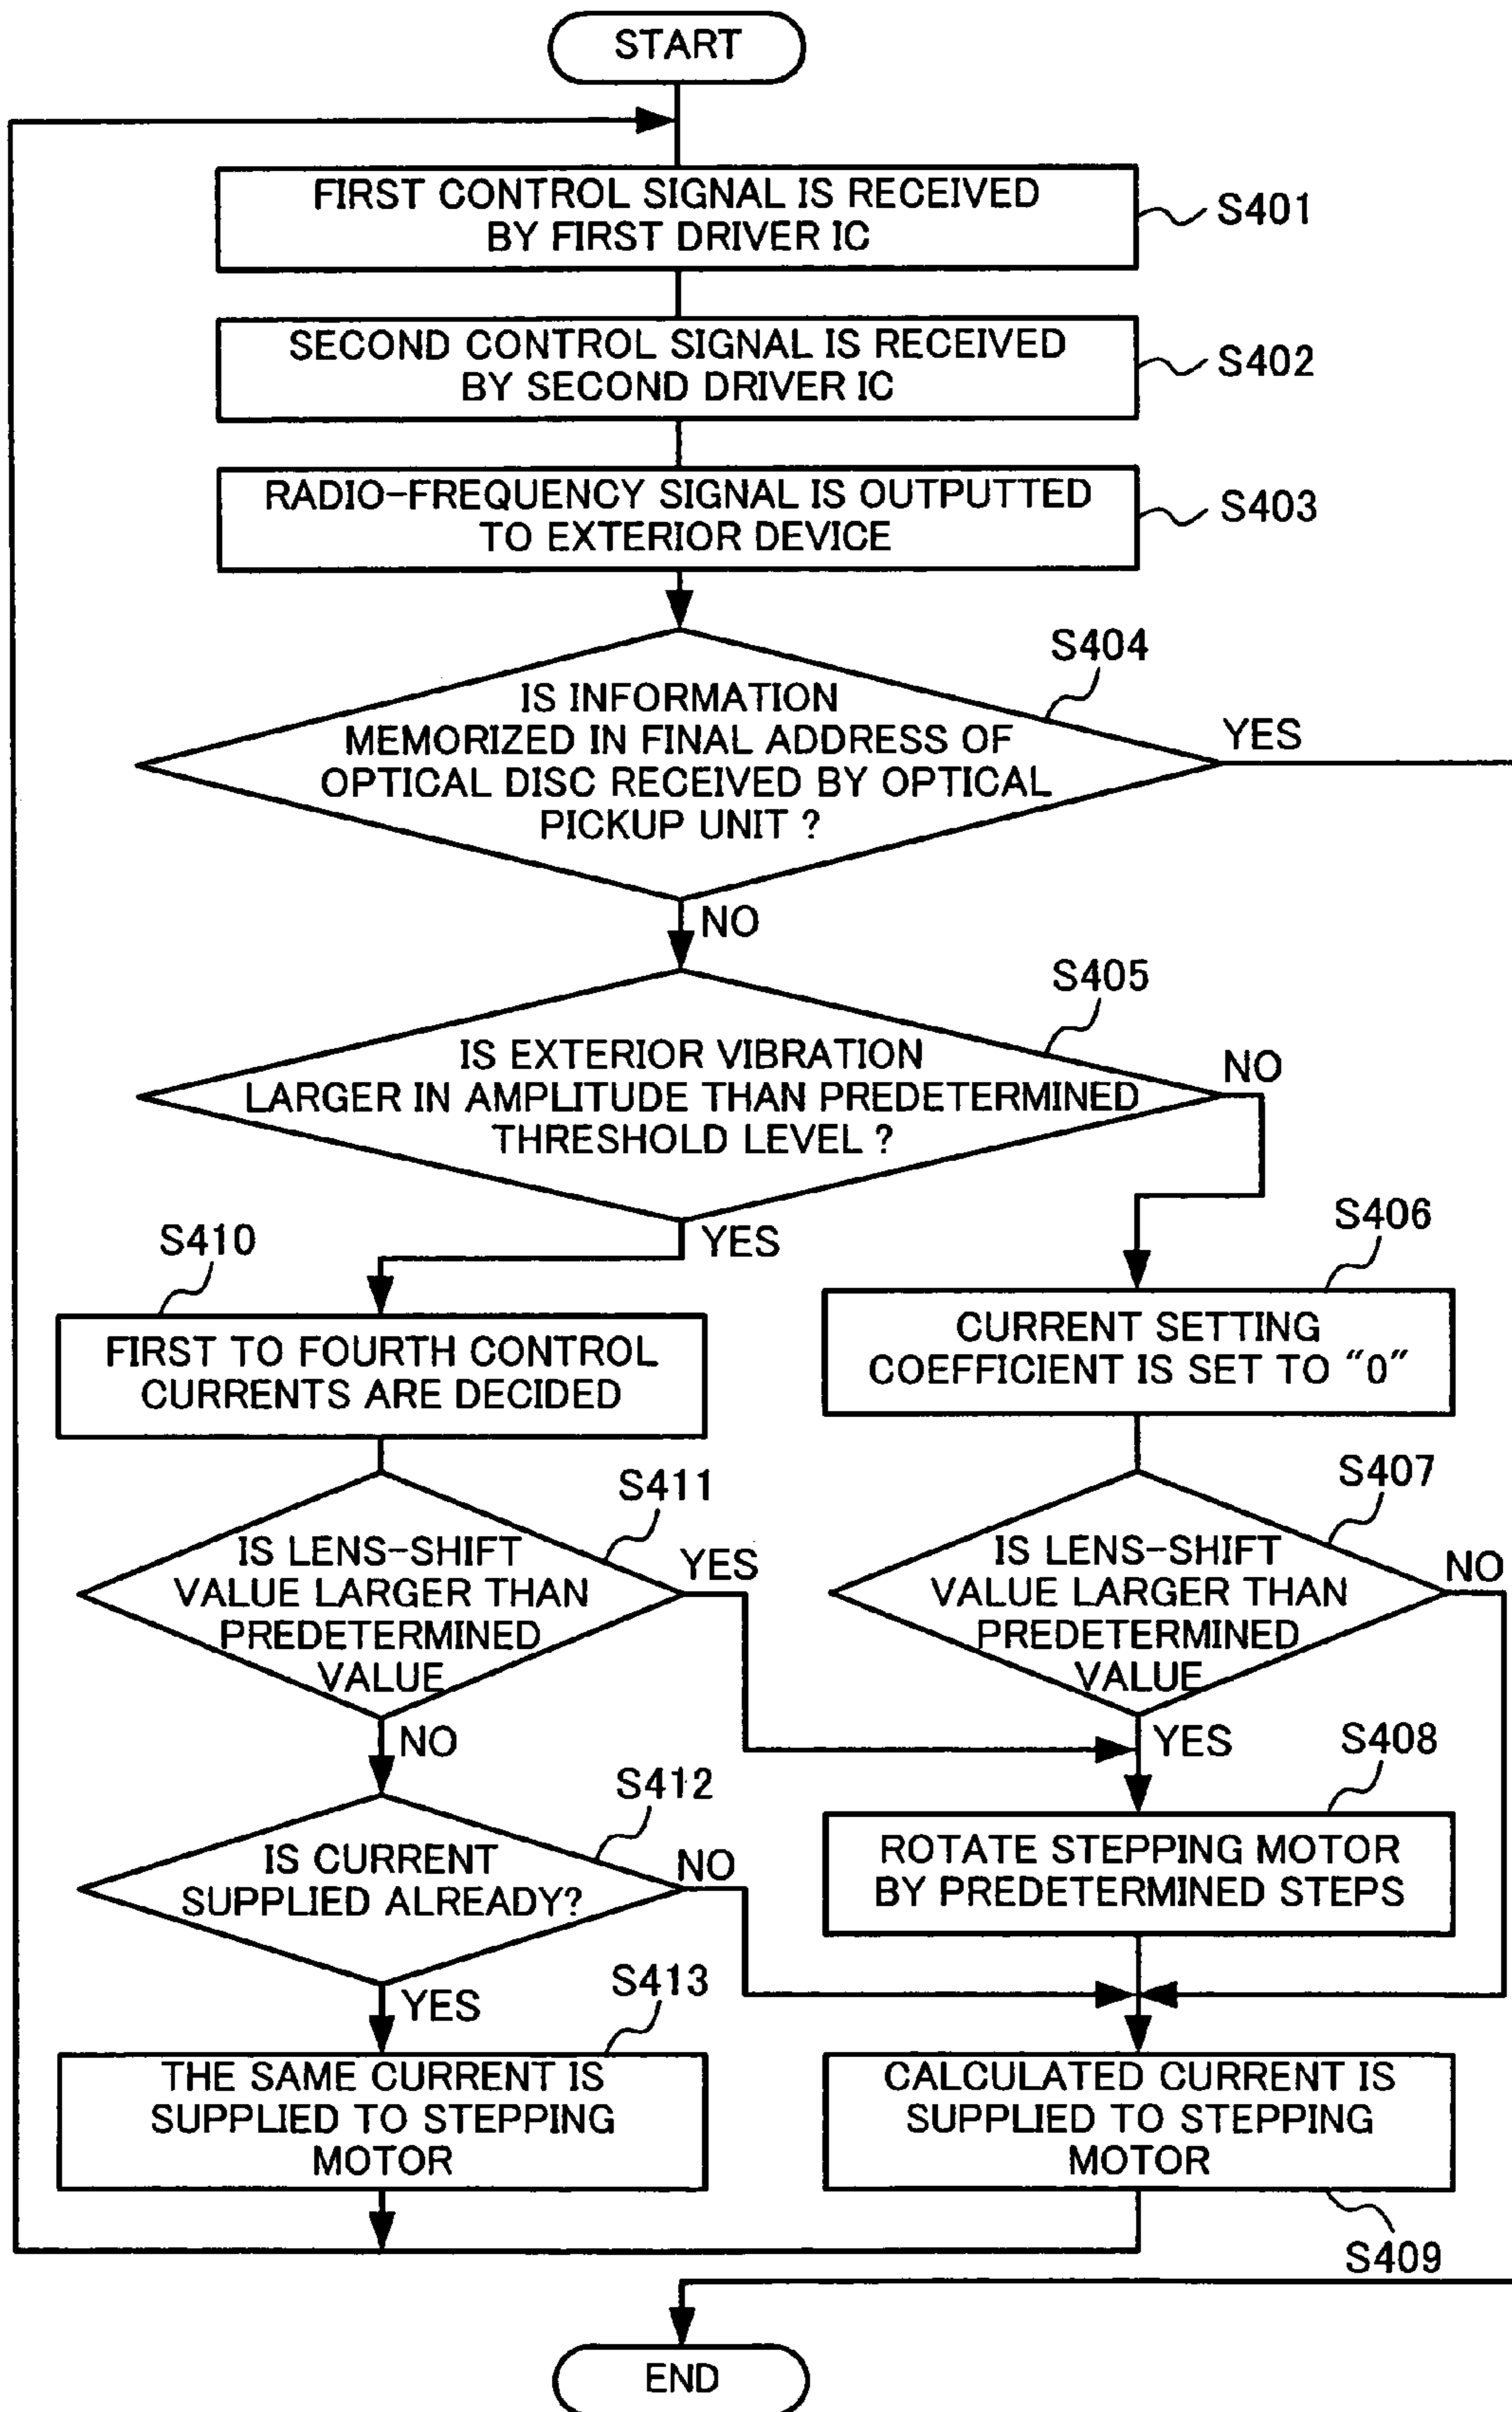 START
FIRST CONTROL SIGNAL IS RECEIVED
BY FIRST DRIVER IC
S401
SECOND CONTROL SIGNAL IS RECEIVED
BY SECOND DRIVER IC
S402
RADIO-FREQUENCY SIGNAL IS OUTPUTTED
TO EXTERIOR DEVICE
S403
S404
IS INFORMATION
MEMORIZED IN FINAL ADDRESS OF
OPTICAL DISC RECEIVED BY OPTICAL
PICKUP UNIT ?
YES
NO
S405
IS EXTERIOR VIBRATION
LARGER IN AMPLITUDE THAN PREDETERMINED
THRESHOLD LEVEL ?
NO
YES
S410
FIRST TO FOURTH CONTROL
CURRENTS ARE DECIDED
S406
CURRENT SETTING
COEFFICIENT IS SET TO "0"
S411
IS LENS-SHIFT
VALUE LARGER THAN
PREDETERMINED
VALUE
YES
NO
S407
IS LENS-SHIFT
VALUE LARGER THAN
PREDETERMINED
VALUE
NO
YES
S412
IS CURRENT
SUPPLIED ALREADY?
NO
YES
S408
ROTATE STEPPING MOTOR
BY PREDETERMINED STEPS
S413
THE SAME CURRENT IS
SUPPLIED TO STEPPING
MOTOR
CALCULATED CURRENT IS
SUPPLIED TO STEPPING
MOTOR
S409
END